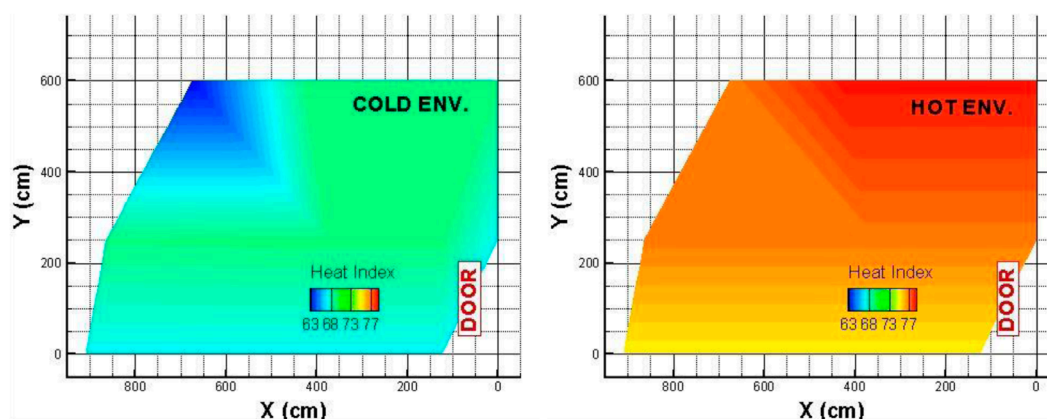 COLD ENV.
Y (cm)
600
400
200
0
Heat Index
63 68 73 77
DOOR
800 600 400 200 0
X (cm)
HOT ENV.
Y (cm)
600
400
200
0
Heat Index
63 68 73 77
DOOR
800 600 400 200 0
X (cm)